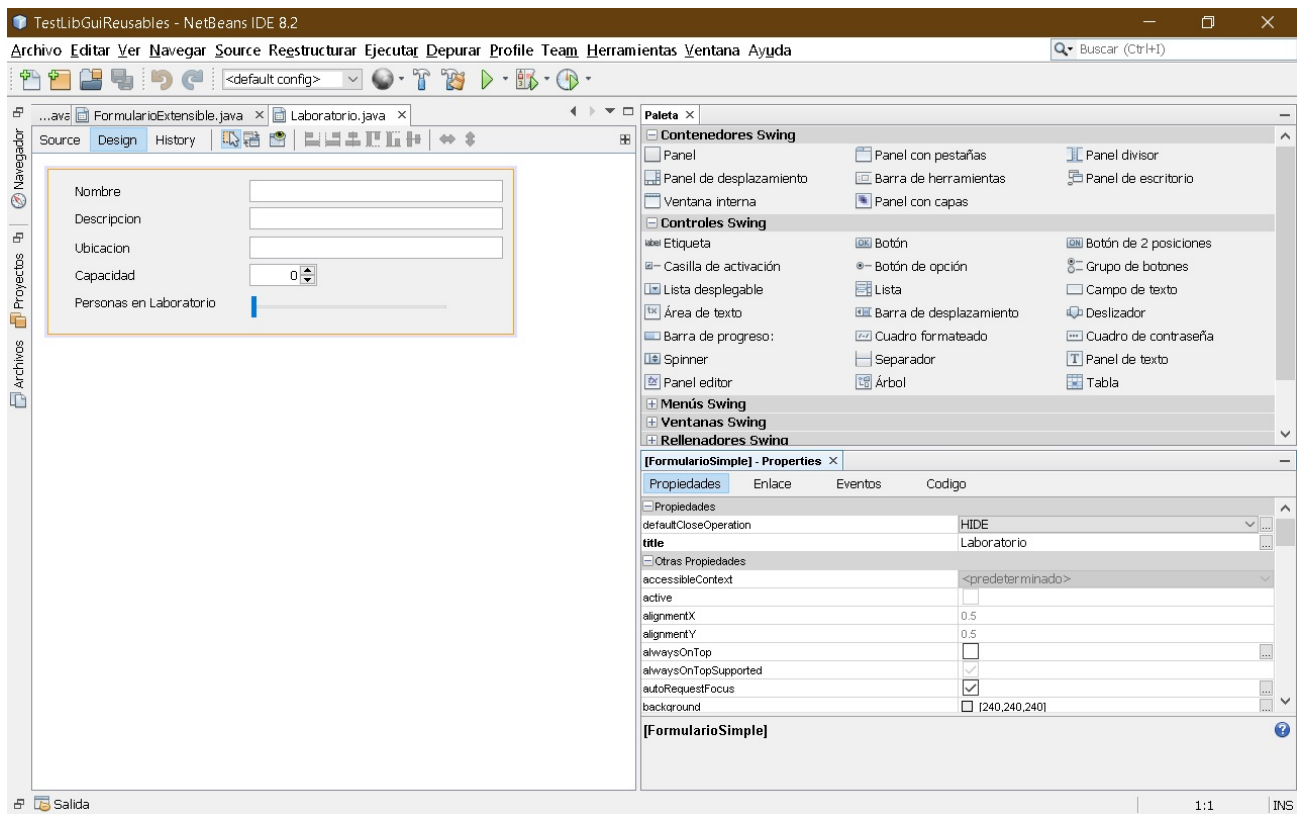 TestLibGuiReusables - NetBeans IDE 8.2
Archivo Editar Ver Navegar Source Reestructurar Ejecutar Depurar Profile Team Herramientas Ventana Ayuda
Buscar (Ctrl+I)
<default config>
...ava FormularioExtensible.java Laboratorio.java
Source Design History
Navegador
Proyectos
Archivos
Nombre
Descripcion
Ubicacion
Capacidad 0
Personas en Laboratorio
Paleta
Contenedores Swing
Panel Panel con pestañas Panel divisor
Panel de desplazamiento Barra de herramientas Panel de escritorio
Ventana interna Panel con capas
Controles Swing
label Etiqueta OK Botón ON Botón de 2 posiciones
Casilla de activación Botón de opción Grupo de botones
Lista desplegable Lista Campo de texto
Área de texto Barra de desplazamiento Deslizador
Barra de progreso: Cuadro formateado Cuadro de contraseña
Spinner Separador Panel de texto
Panel editor Árbol Tabla
Menús Swing
Ventanas Swing
Rellenadores Swing
[FormularioSimple] - Properties
Propiedades Enlace Eventos Codigo
Propiedades
defaultCloseOperation HIDE
title Laboratorio
Otras Propiedades
accessibleContext <predeterminado>
active
alignmentX 0.5
alignmentY 0.5
alwaysOnTop
alwaysOnTopSupported
autoRequestFocus
background [240,240,240]
[FormularioSimple]
Salida
1:1 INS